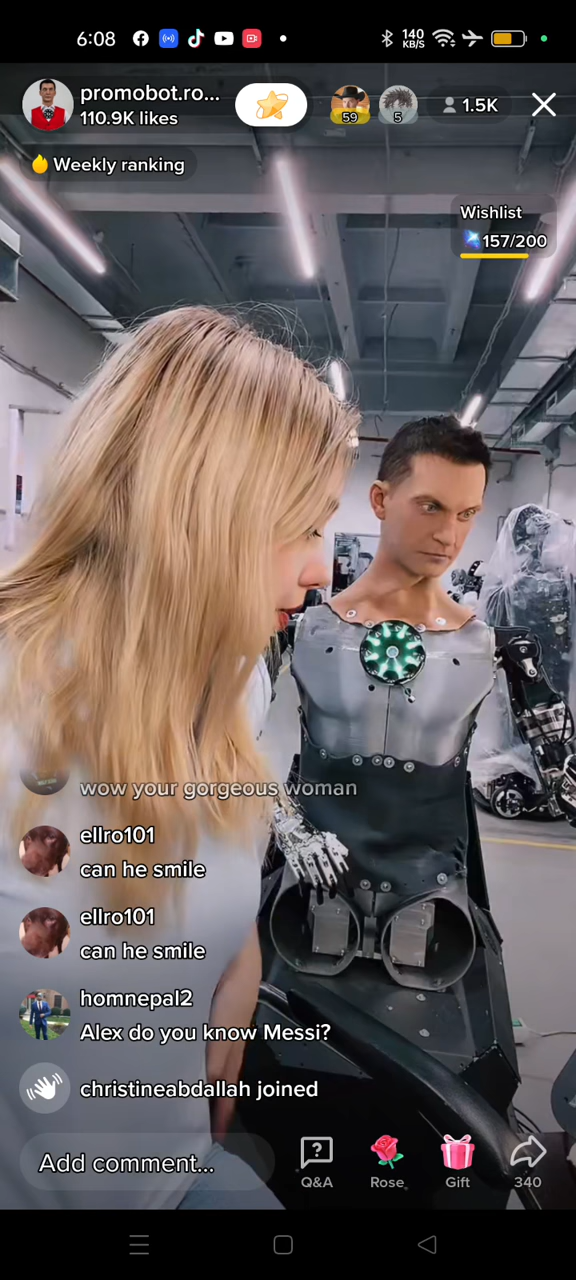 6:08
140
KB/S
promobot.ro...
110.9K likes
59
5
1.5K
Weekly ranking
Wishlist
157/200
wow your gorgeous woman
ellro101
can he smile
ellro101
can he smile
homnepal2
Alex do you know Messi?
christineabdallah joined
Add comment...
Q&A
Rose
Gift
340